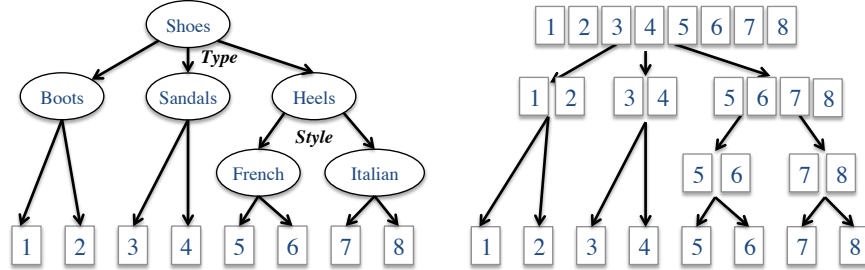 Shoes
Type
Boots Sandals Heels
Style
French Italian
1 2 3 4 5 6 7 8
1 2 3 4 5 6 7 8
1 2 3 4 5 6 7 8
5 6 7 8
1 2 3 4 5 6 7 8